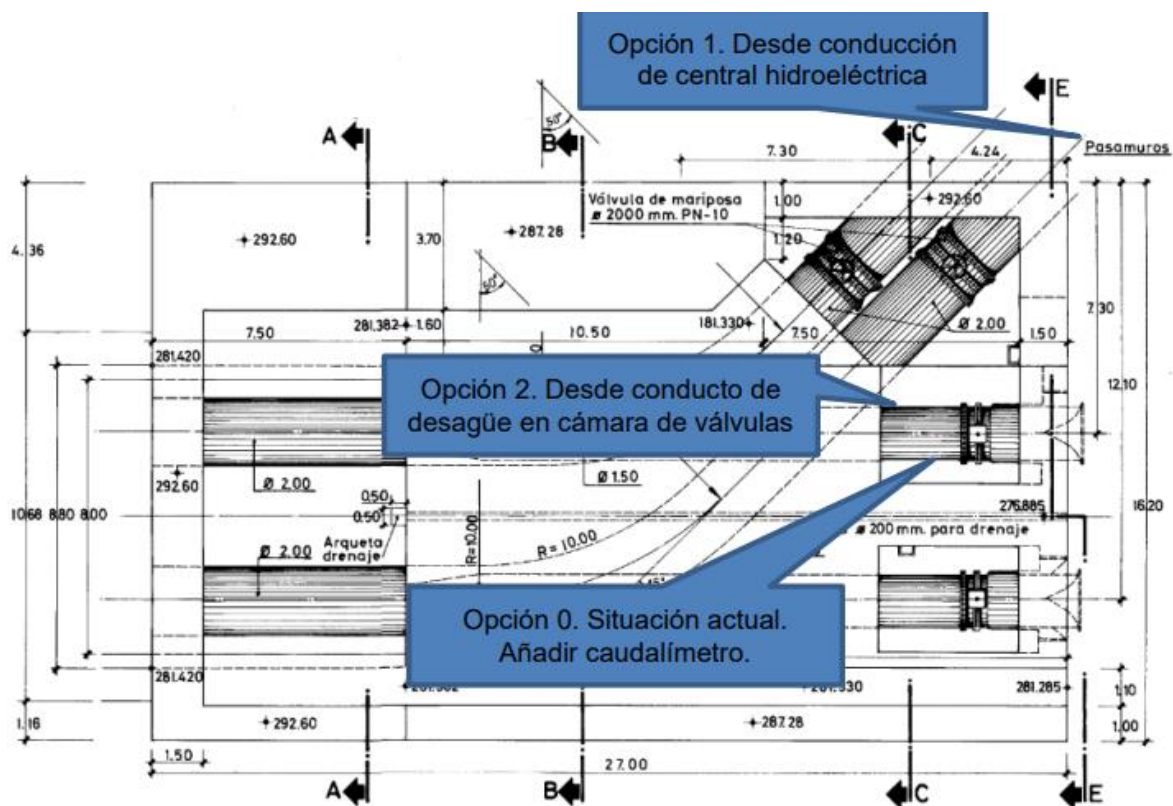 Opción 1. Desde conducción
de central hidroeléctrica
E
A
B
C
50°
7.30
4.24
Pasamuros
Válvula de mariposa
ø 2000 mm. PN-10
1.00
292.60
4.36
292.60
3.70
287.28
1.20
50°
7.30
7.50
281.382
1.60
10.50
181.330
7.50
Ø 2.00
1.50
281.420
Opción 2. Desde conducto de
desagüe en cámara de válvulas
12.10
292.60
Ø 2.00
Ø 1.50
0.50
276.885
10.68
8.80
8.00
0.50
16.20
Arqueta
drenaje
ø 200 mm. para drenaje
Ø 2.00
R=10.00
R=10.00
45°
Opción 0. Situación actual.
Añadir caudalímetro.
281.420
281.285
1.10
1.16
292.60
287.28
1.00
1.50
27.00
A
B
C
E